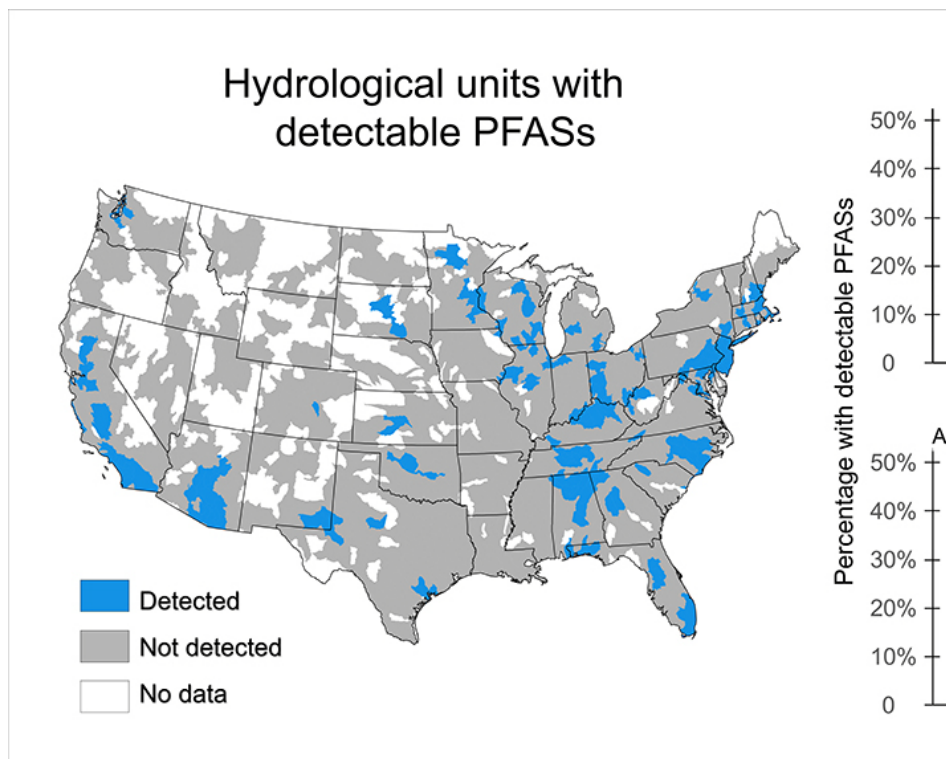 Hydrological units with
detectable PFASs
Detected
Not detected
No data
Percentage with detectable PFASs
50%
40%
30%
20%
10%
0
A
50%
40%
30%
20%
10%
0